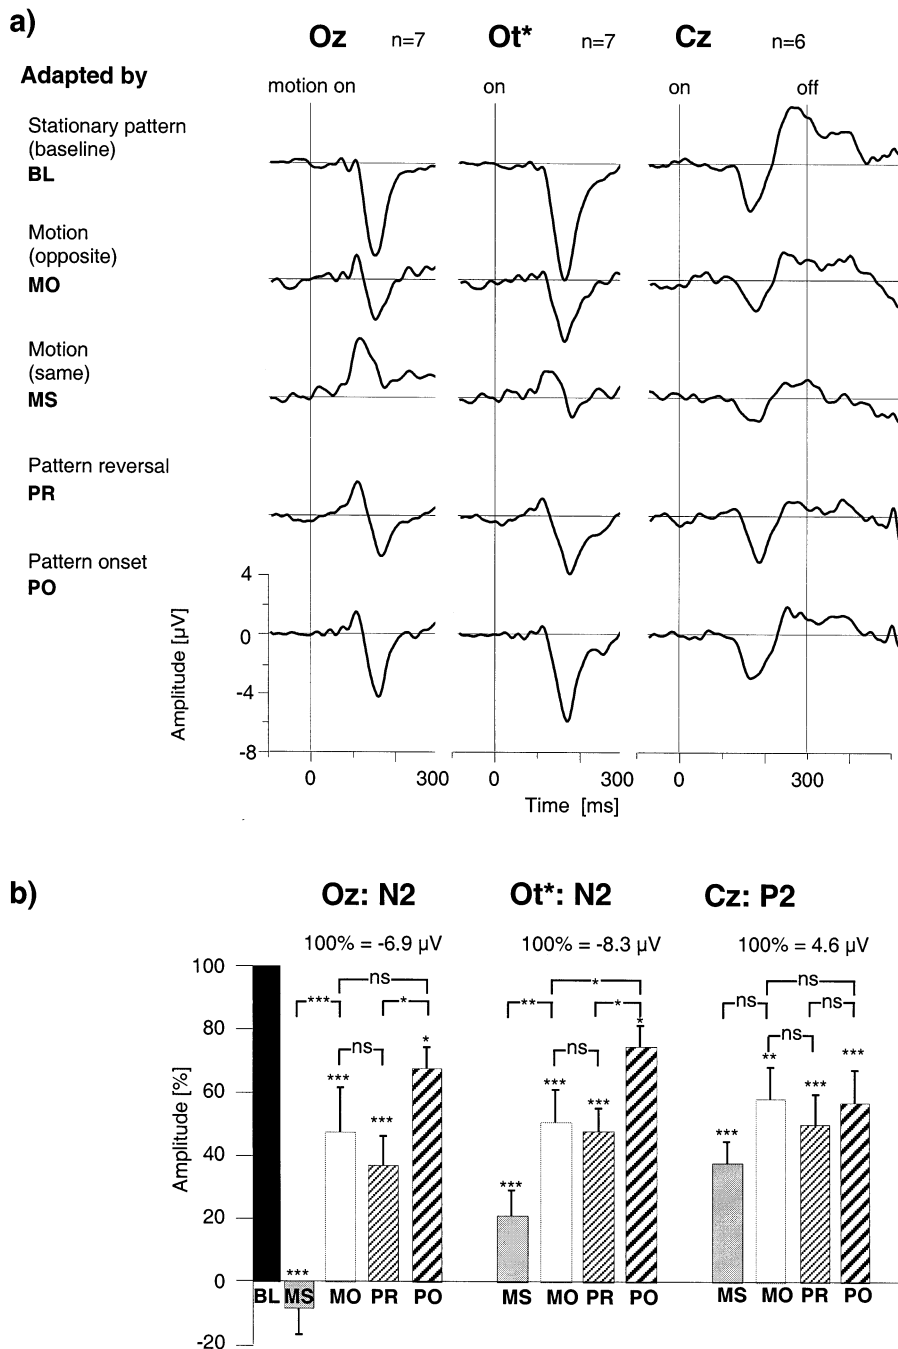 a)
Oz n=7 Ot* n=7 Cz n=6
Adapted by
motion on on on off
Stationary pattern
(baseline)
BL
Motion
(opposite)
MO
Motion
(same)
MS
Pattern reversal
PR
Pattern onset
PO
4
0
-4
-8
Amplitude [µV]
0 300 0 300 0 300
Time [ms]
b)
Oz: N2 Ot*: N2 Cz: P2
100% = -6.9 µV 100% = -8.3 µV 100% = 4.6 µV
100
80
60
40
20
0
-20
Amplitude [%]
ns * ns
*** * ** * ns ns
* *
ns ns ns
*** *** ** ***
*** *** ***
*** ***
***
BL MS MO PR PO MS MO PR PO MS MO PR PO